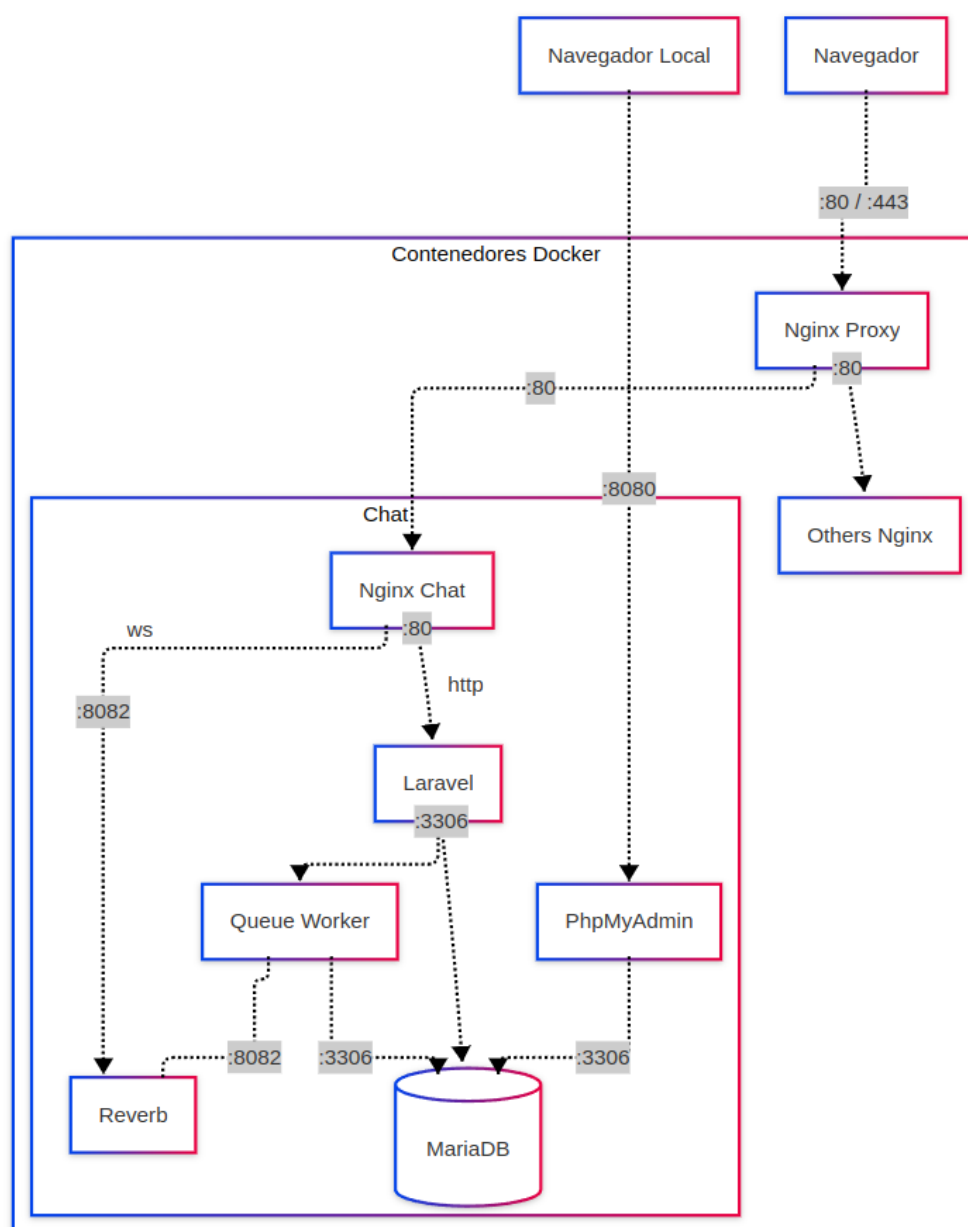 Navegador Local
Navegador
:80 / :443
Contenedores Docker
Nginx Proxy
:80
:80
:8080
Others Nginx
Chat
Nginx Chat
:80
ws
http
:8082
Laravel
:3306
Queue Worker
PhpMyAdmin
:8082
:3306
:3306
Reverb
MariaDB